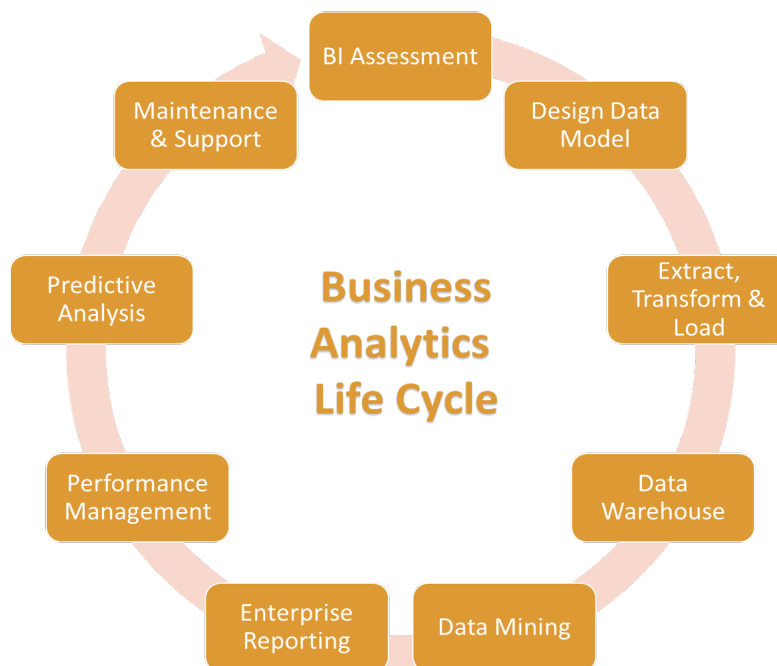 BI Assessment
Design Data
Model
Extract,
Transform &
Load
Data
Warehouse
Data Mining
Enterprise
Reporting
Performance
Management
Predictive
Analysis
Maintenance
& Support
Business
Analytics
Life Cycle